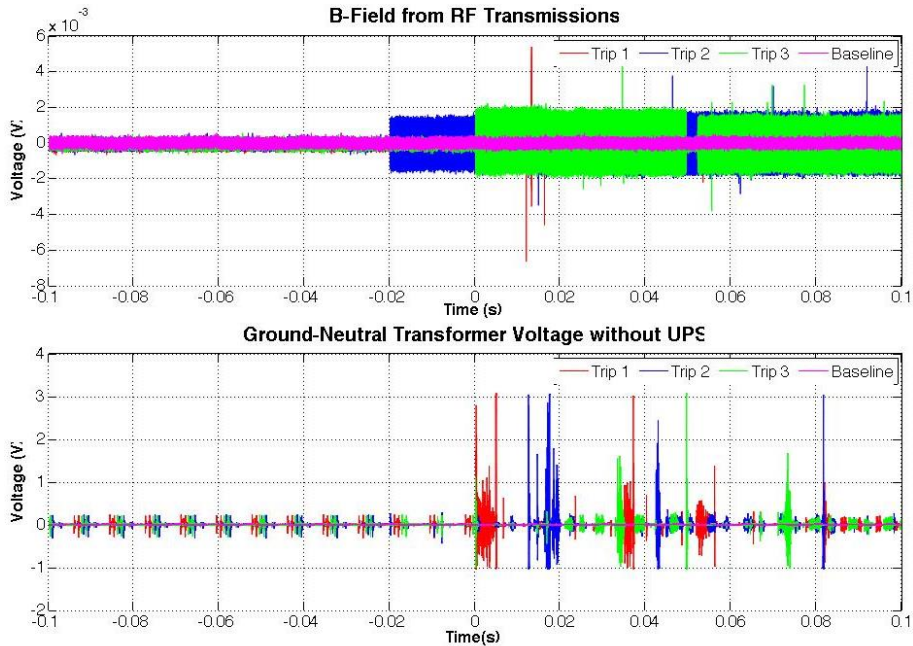 B-Field from RF Transmissions
x 10⁻³
6
4
2
0
-2
-4
-6
-8
Voltage (V)
Trip 1 Trip 2 Trip 3 Baseline
-0.1 -0.08 -0.06 -0.04 -0.02 0 0.02 0.04 0.06 0.08 0.1
Time (s)
Ground-Neutral Transformer Voltage without UPS
4
3
2
1
0
-1
-2
Voltage (V)
Trip 1 Trip 2 Trip 3 Baseline
-0.1 -0.08 -0.06 -0.04 -0.02 0 0.02 0.04 0.06 0.08 0.1
Time(s)